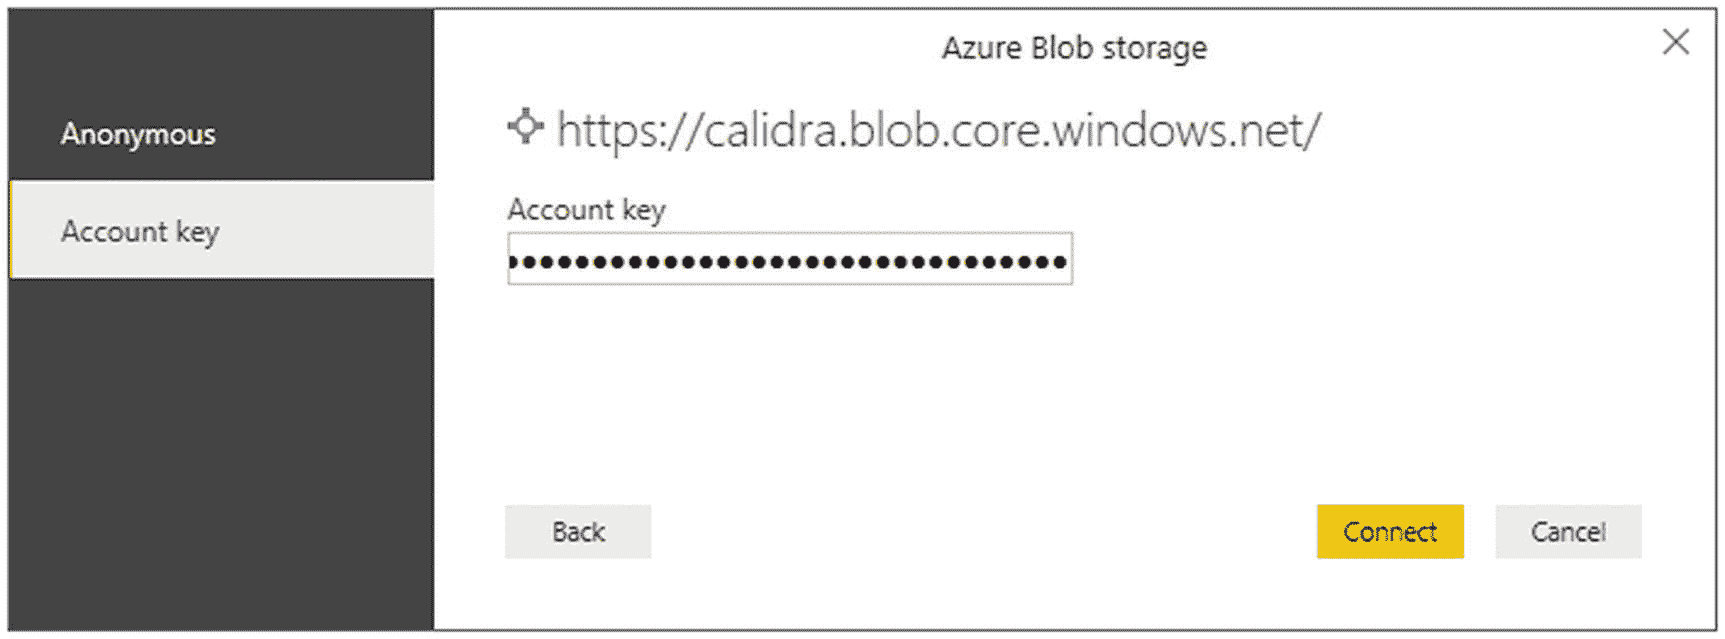 Azure Blob storage
Anonymous
Account key
https://calidra.blob.core.windows.net/
Account key
●●●●●●●●●●●●●●●●●●●●●●●●●●●●●●●●
Back
Connect
Cancel